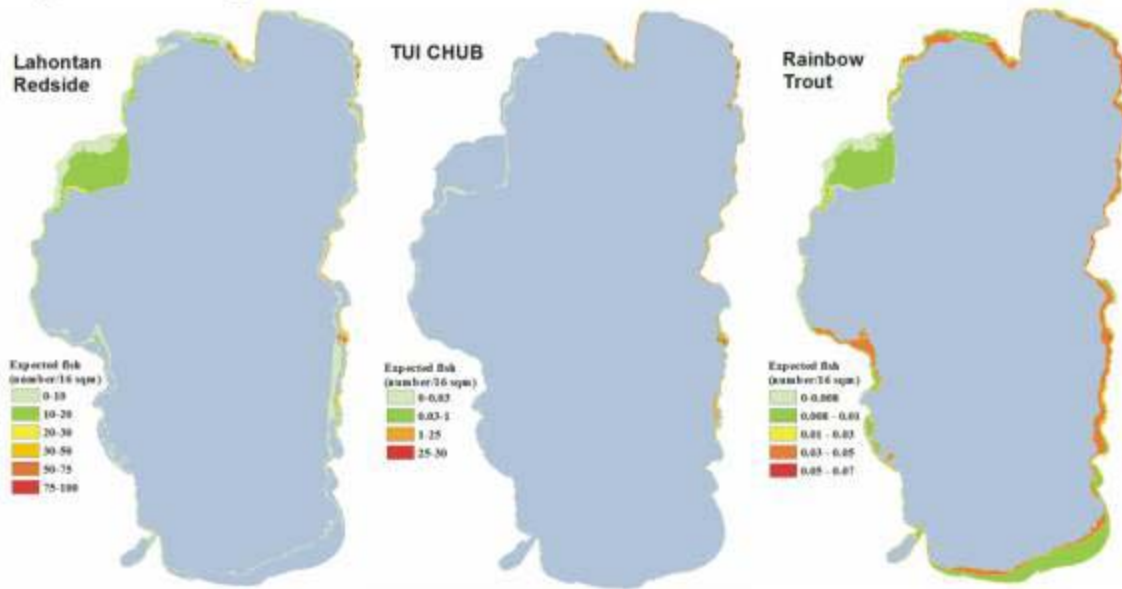 Lahontan
Redside
Expected fish
(number/16 sqm)
0-10
10-20
20-30
30-50
50-75
75-100
TUI CHUB
Expected fish
(number/16 sqm)
0-0.03
0.03-1
1-25
25-30
Rainbow
Trout
Expected fish
(number/16 sqm)
0-0.008
0.008 - 0.01
0.01 - 0.03
0.03 - 0.05
0.05 - 0.07